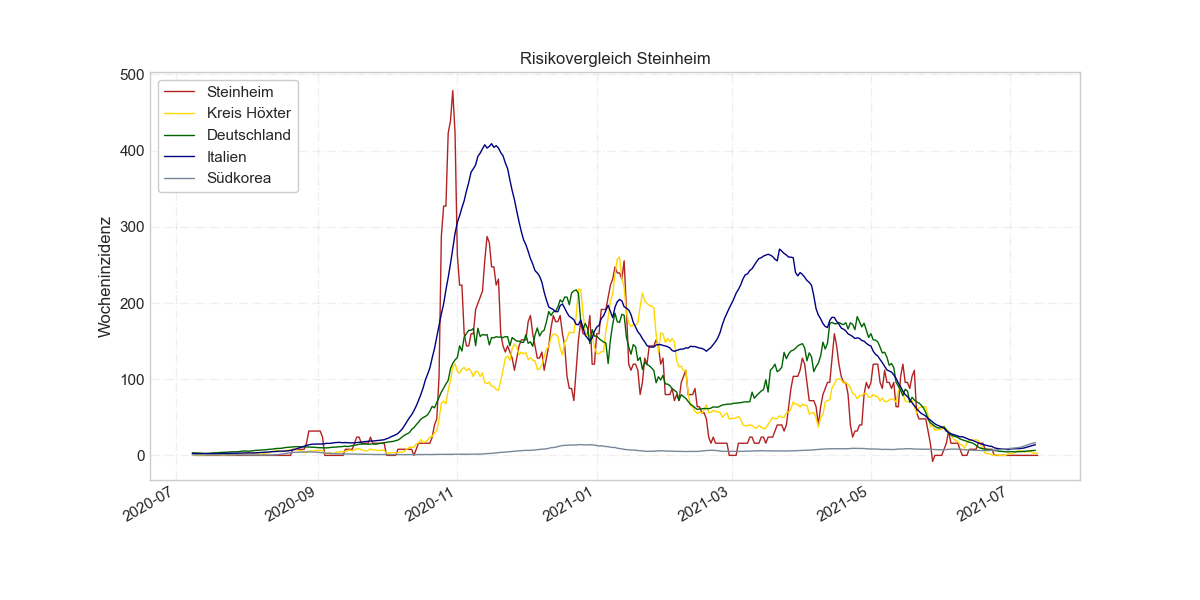 Risikovergleich Steinheim
Wocheninzidenz
500
400
300
200
100
0
Steinheim
Kreis Höxter
Deutschland
Italien
Südkorea
2020-07
2020-09
2020-11
2021-01
2021-03
2021-05
2021-07